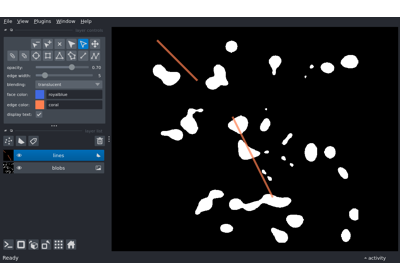 File View Plugins Window Help
opacity: 0.70
edge width: 5
blending: translucent
face color: royalblue
edge color: coral
display text:
lines
blobs
Ready
activity